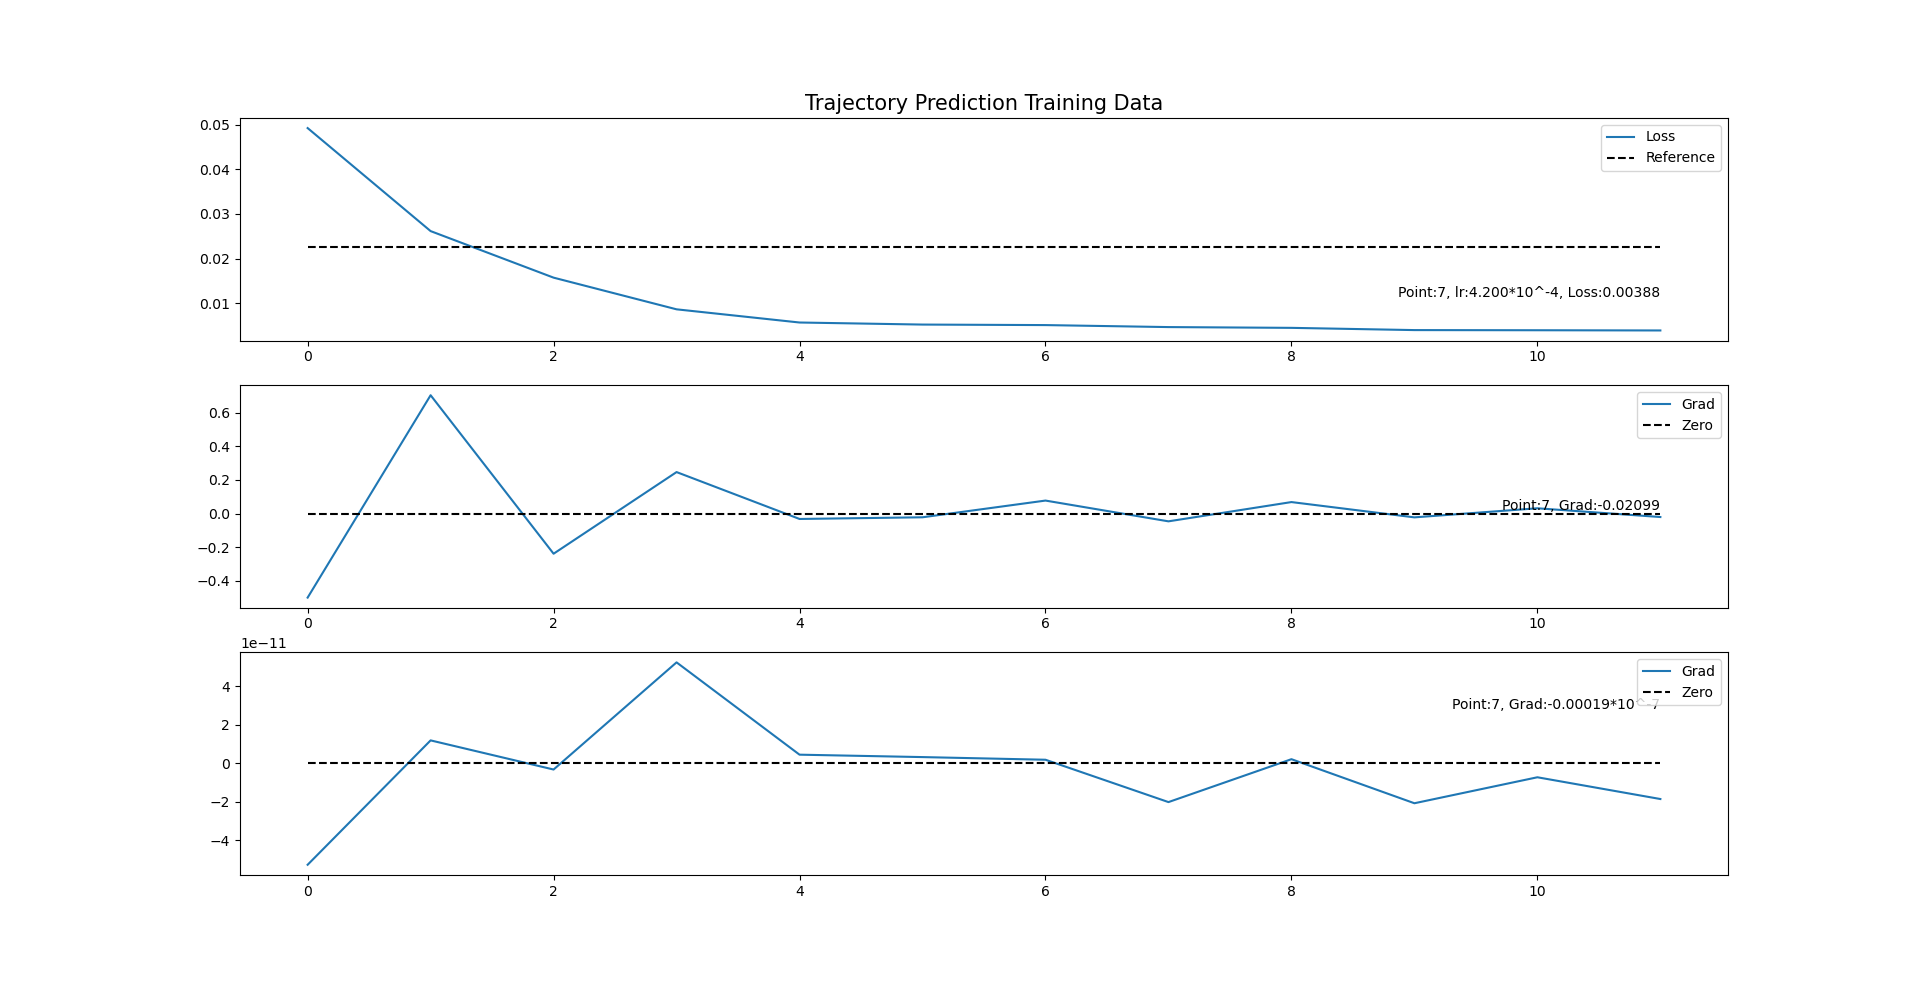 Trajectory Prediction Training Data
0.05
0.04
0.03
0.02
0.01
Loss
Reference
Point:7, lr:4.200*10^-4, Loss:0.00388
0 2 4 6 8 10
0.6
0.4
0.2
0.0
−0.2
−0.4
Grad
Zero
Point:7, Grad:-0.02099
0 2 4 6 8 10
1e−11
4
2
0
−2
−4
Grad
Zero
Point:7, Grad:-0.00019*10^-7
0 2 4 6 8 10